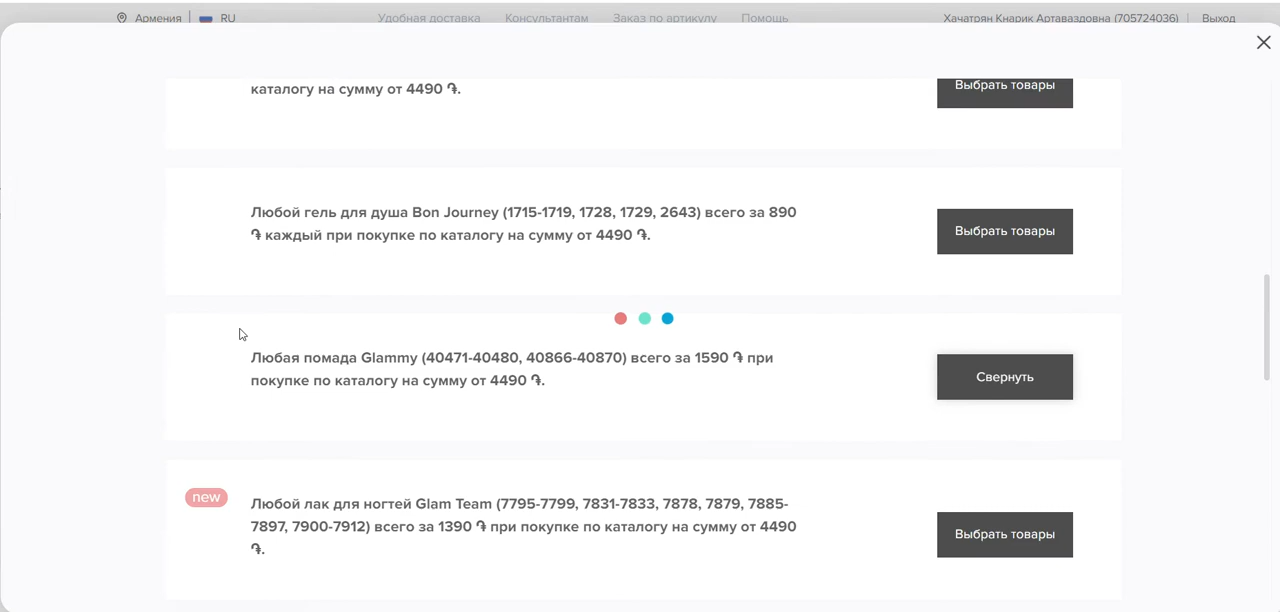 Армения RU Удобная доставка Консультантам Заказ по артикулу Помощь Хачатрян Кнарик Артаваздовна (705724036) Выход
каталогу на сумму от 4490 ֏.
Выбрать товары
Любой гель для душа Bon Journey (1715-1719, 1728, 1729, 2643) всего за 890
֏ каждый при покупке по каталогу на сумму от 4490 ֏.
Выбрать товары
Любая помада Glammy (40471-40480, 40866-40870) всего за 1590 ֏ при
покупке по каталогу на сумму от 4490 ֏.
Свернуть
new
Любой лак для ногтей Glam Team (7795-7799, 7831-7833, 7878, 7879, 7885-
7897, 7900-7912) всего за 1390 ֏ при покупке по каталогу на сумму от 4490
֏.
Выбрать товары